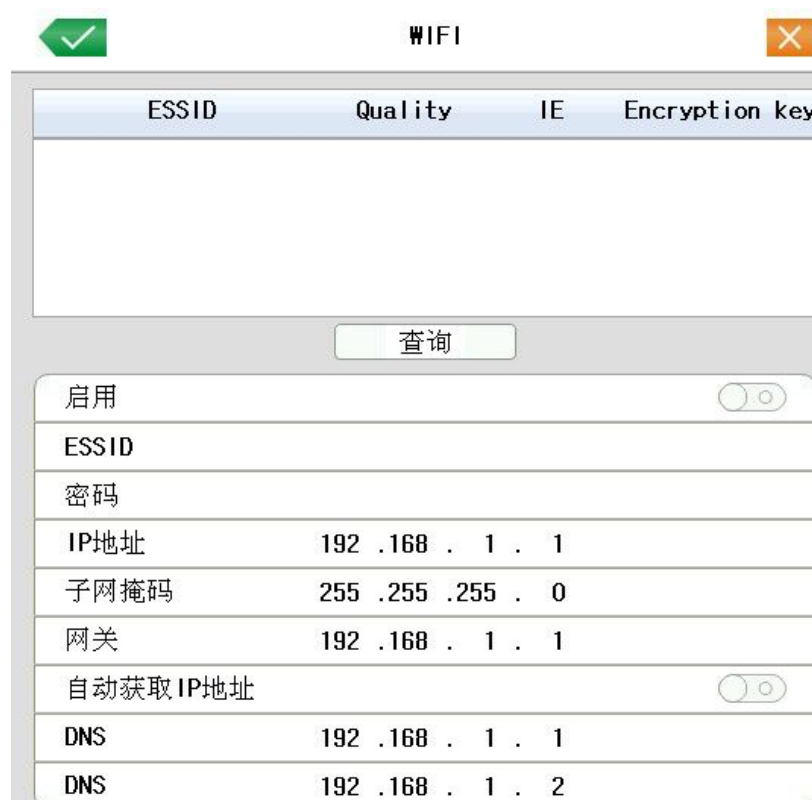 WIFI
ESSID Quality IE Encryption key
查询
启用
ESSID
密码
IP地址 192 .168 . 1 . 1
子网掩码 255 .255 .255 . 0
网关 192 .168 . 1 . 1
自动获取IP地址
DNS 192 .168 . 1 . 1
DNS 192 .168 . 1 . 2